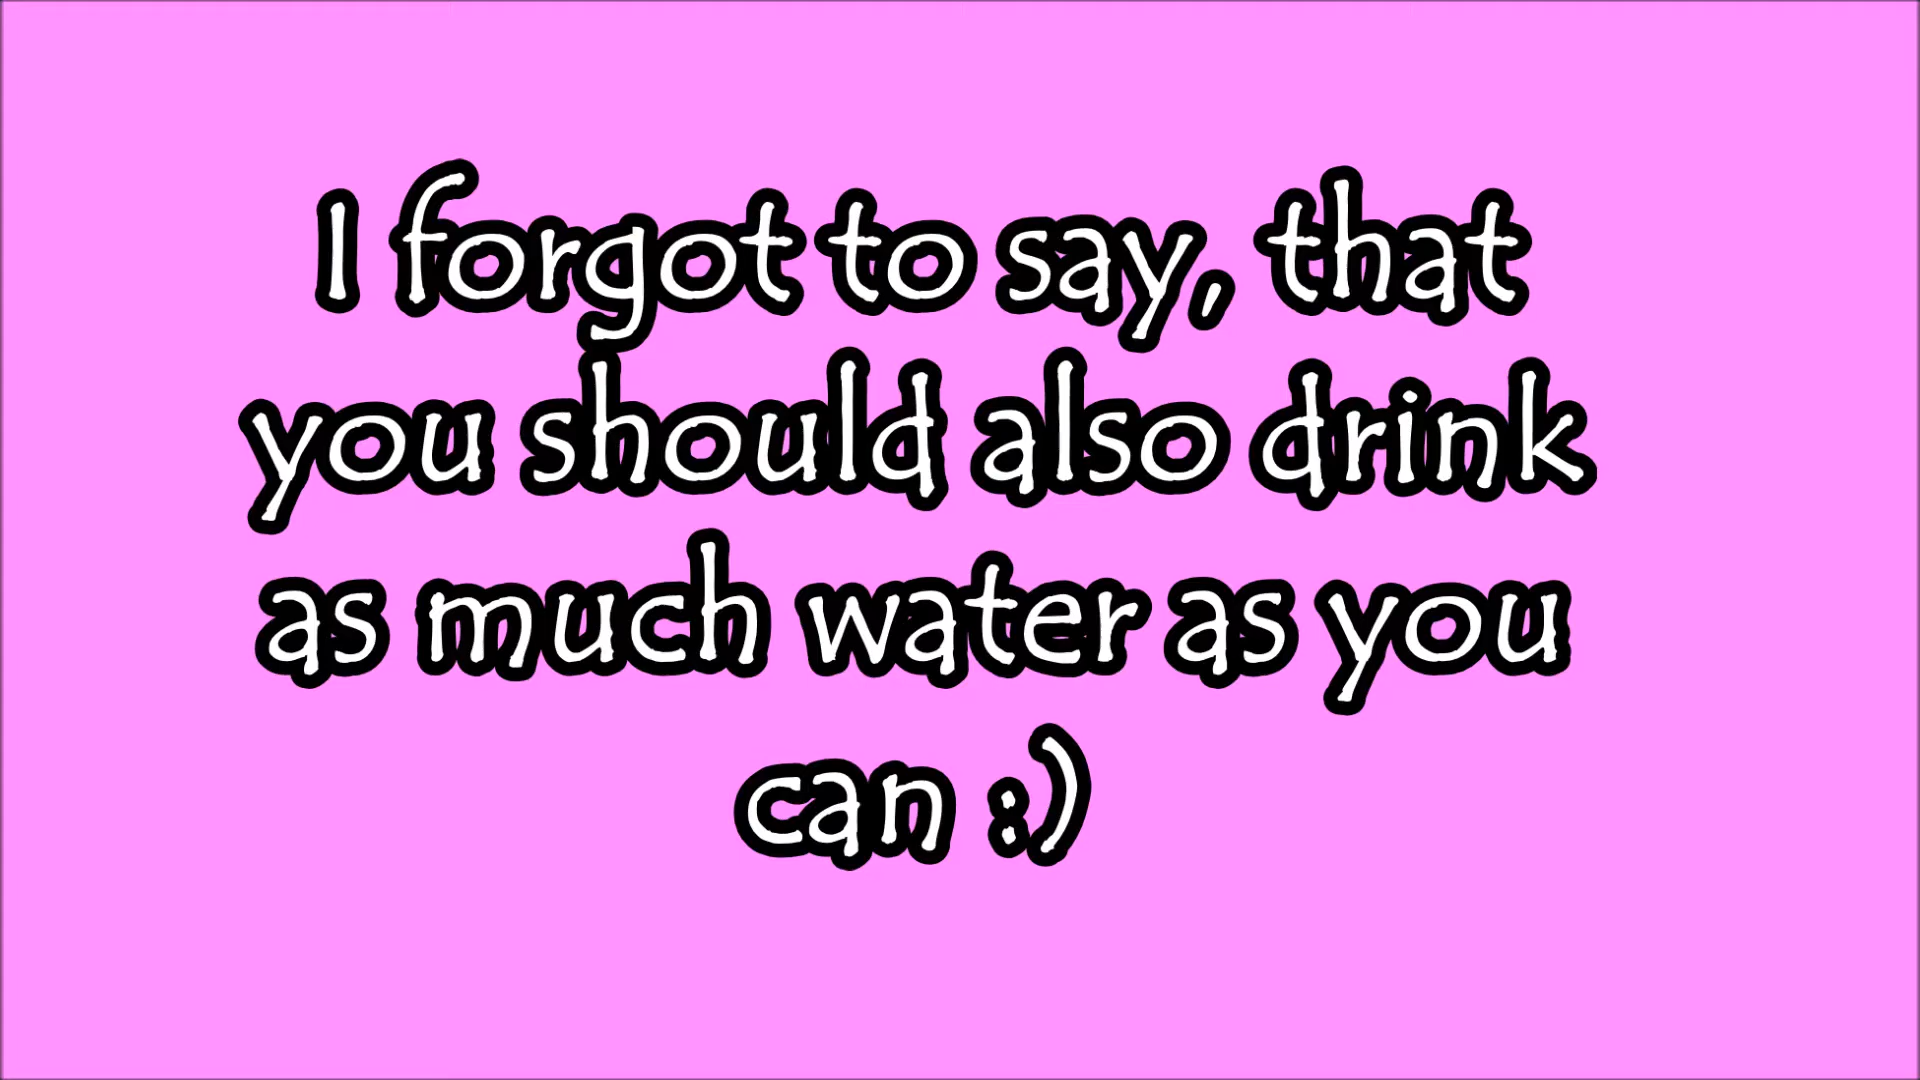 I forgot to say, that
you should also drink
as much water as you
can :)